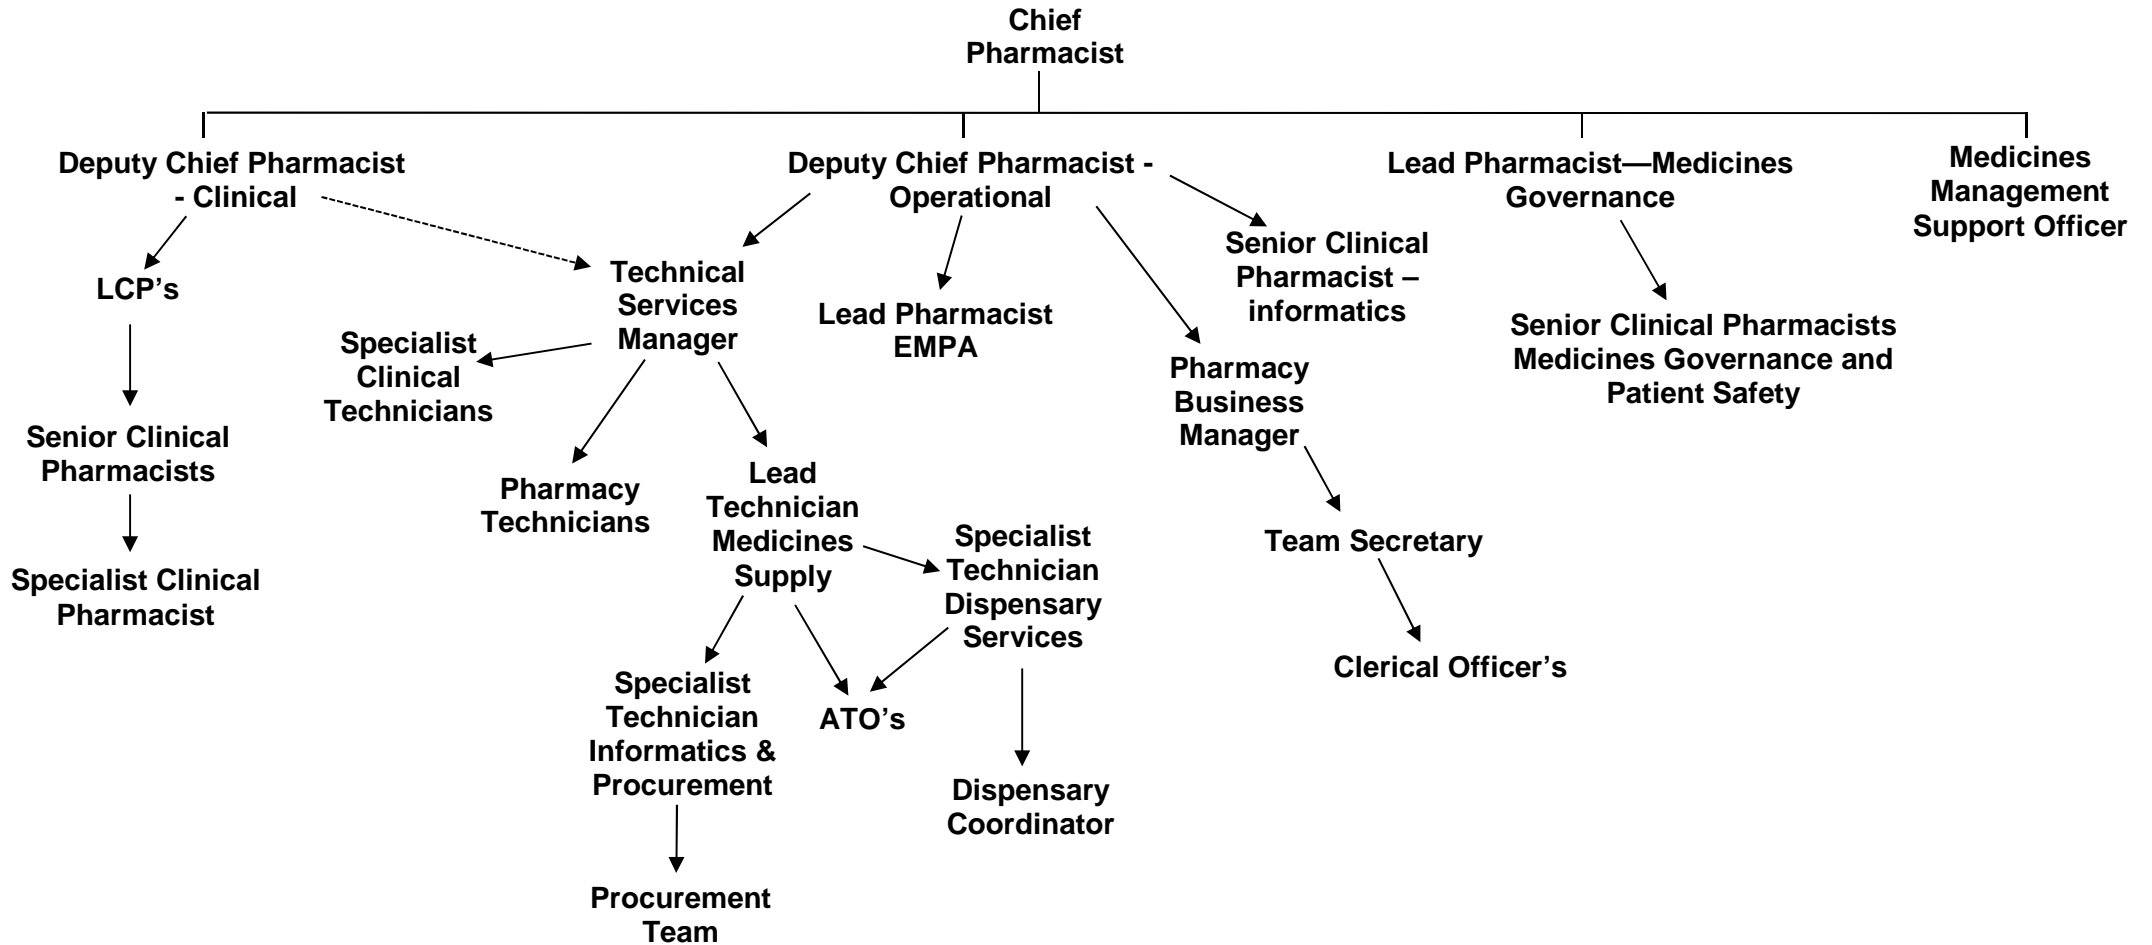 Chief
Pharmacist
Deputy Chief Pharmacist
- Clinical
Deputy Chief Pharmacist -
Operational
Lead Pharmacist—Medicines
Governance
Medicines
Management
Support Officer
LCP’s
Technical
Services
Manager
Lead Pharmacist
EMPA
Senior Clinical
Pharmacist –
informatics
Senior Clinical Pharmacists
Medicines Governance and
Patient Safety
Specialist
Clinical
Technicians
Pharmacy
Business
Manager
Senior Clinical
Pharmacists
Pharmacy
Technicians
Lead
Technician
Medicines
Supply
Specialist
Technician
Dispensary
Services
Team Secretary
Specialist Clinical
Pharmacist
Clerical Officer’s
Specialist
Technician
Informatics &
Procurement
ATO’s
Dispensary
Coordinator
Procurement
Team